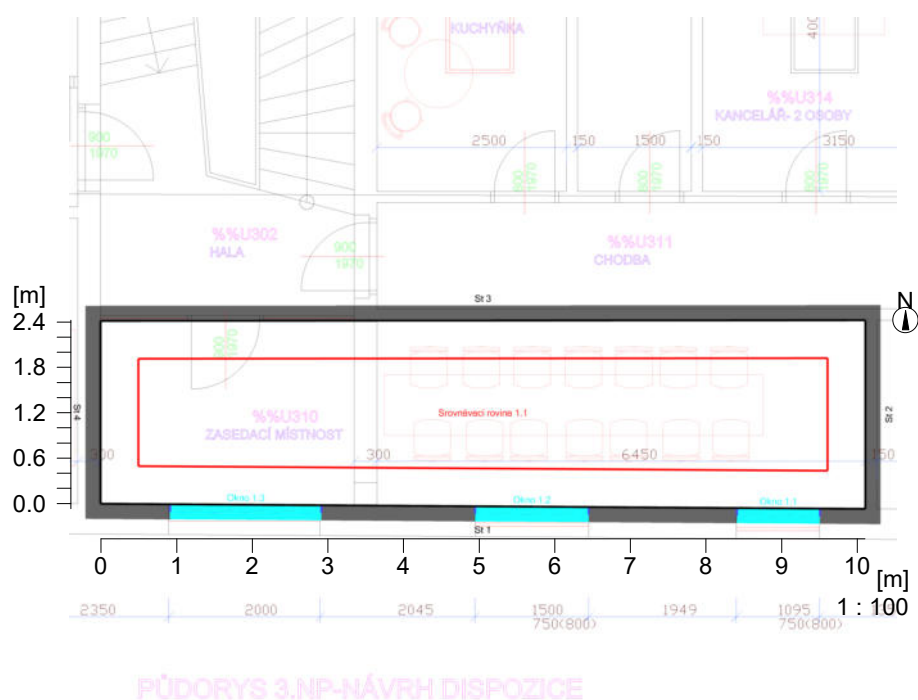 KUCHYŇKA
400
%%U314
KANCELÁŘ- 2 OSOBY
900
1970
2500
150
1500
150
3150
800
1970
800
1970
800
1970
%%U302
HALA
900
1970
%%U311
CHODBA
[m]
St 3
N
2.4
1.8
1.2
0.6
0.0
900
1970
%%U310
ZASEDACÍ MÍSTNOST
Srovnávací rovine 1.1
St 4
St 2
300
300
6450
150
Okno 1.3
Okno 1.2
Okno 1.1
St 1
0 1 2 3 4 5 6 7 8 9 10
[m]
1 : 100
2350
2000
2045
1500
1949
1095
750(800)
750(800)
PŮDORYS 3.NP-NÁVRH DISPOZICE